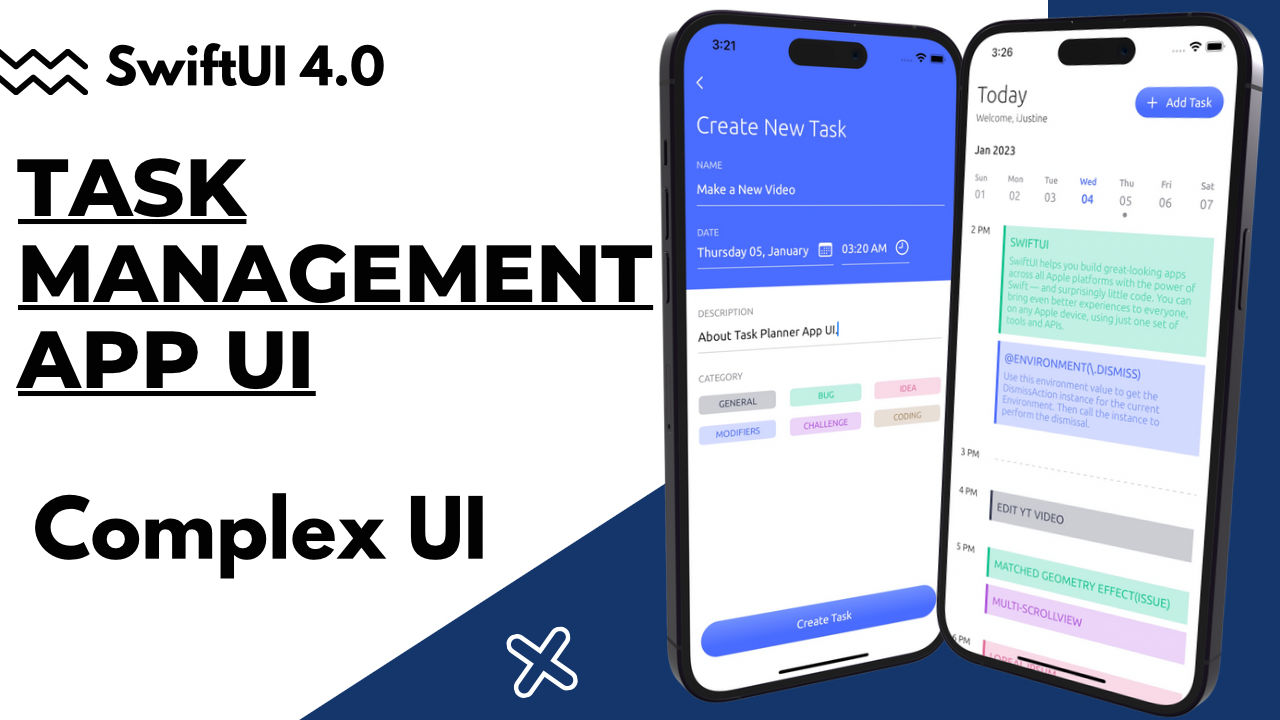 SwiftUI 4.0
TASK
MANAGEMENT
APP UI
Complex UI
3:21
Create New Task
NAME
Make a New Video
DATE
Thursday 05, January
03:20 AM
DESCRIPTION
About Task Planner App UI.
CATEGORY
GENERAL
BUG
IDEA
MODIFIERS
CHALLENGE
CODING
Create Task
3:26
Today
+ Add Task
Welcome, iJustine
Jan 2023
Sun Mon Tue Wed Thu Fri Sat
01 02 03 04 05 06 07
2 PM
SWIFTUI
SwiftUI helps you build great-looking apps
across all Apple platforms with the power of
Swift — and surprisingly little code. You can
bring even better experiences to everyone,
on any Apple device, using just one set of
tools and APIs.
@ENVIRONMENT(\.DISMISS)
Use this environment value to get the
DismissAction instance for the current
Environment. Then call the instance to
perform the dismissal.
3 PM
4 PM
EDIT YT VIDEO
5 PM
MATCHED GEOMETRY EFFECT(ISSUE)
MULTI-SCROLLVIEW
6 PM